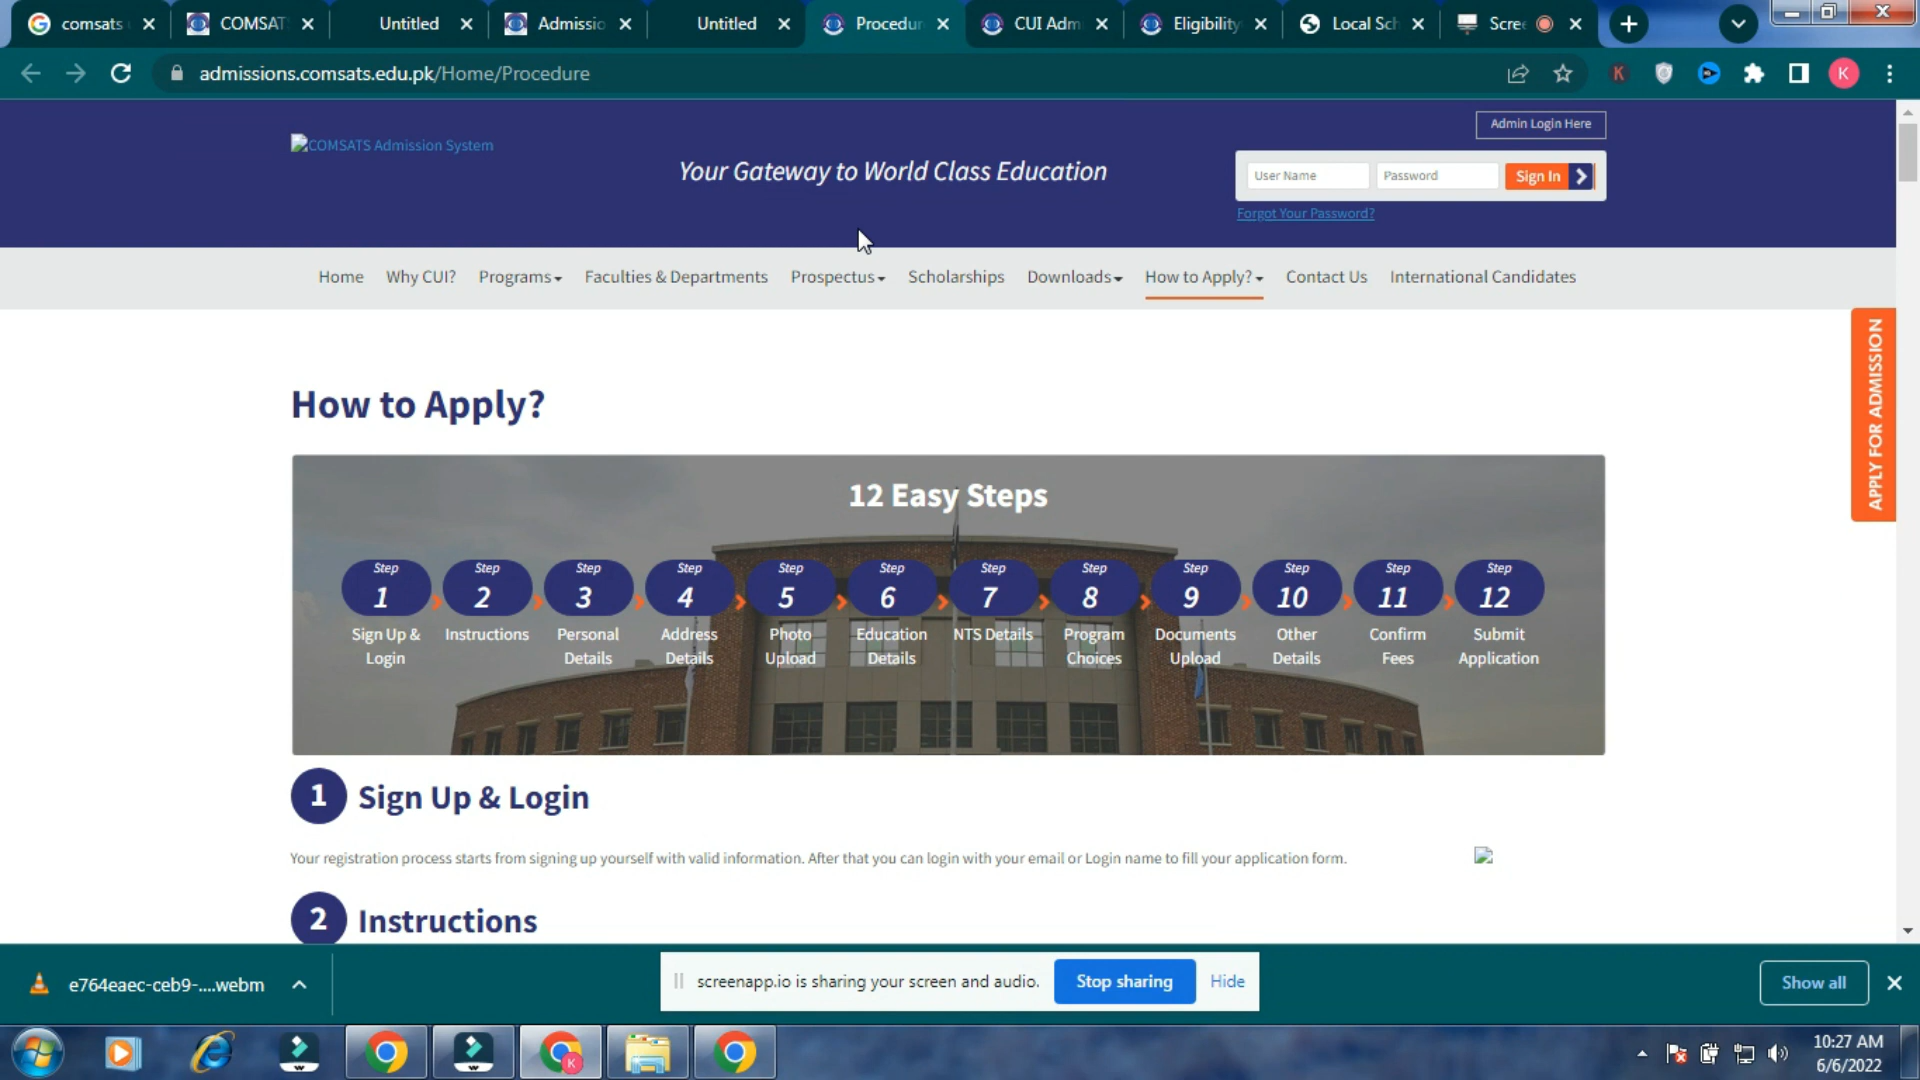 comsats
COMSAT
Untitled
Admissio
Untitled
Procedur
CUI Adm
Eligibility
Local Sch
Scree
admissions.comsats.edu.pk/Home/Procedure
K
K
Admin Login Here
COMSATS Admission System
Your Gateway to World Class Education
User Name
Password
Sign In
Forgot Your Password?
Home
Why CUI?
Programs
Faculties & Departments
Prospectus
Scholarships
Downloads
How to Apply?
Contact Us
International Candidates
APPLY FOR ADMISSION
How to Apply?
12 Easy Steps
Step 1
Sign Up & Login
Step 2
Instructions
Step 3
Personal Details
Step 4
Address Details
Step 5
Photo Upload
Step 6
Education Details
Step 7
NTS Details
Step 8
Program Choices
Step 9
Documents Upload
Step 10
Other Details
Step 11
Confirm Fees
Step 12
Submit Application
1 Sign Up & Login
Your registration process starts from signing up yourself with valid information. After that you can login with your email or Login name to fill your application form.
2 Instructions
e764eaec-ceb9-....webm
screenapp.io is sharing your screen and audio.
Stop sharing
Hide
Show all
10:27 AM
6/6/2022